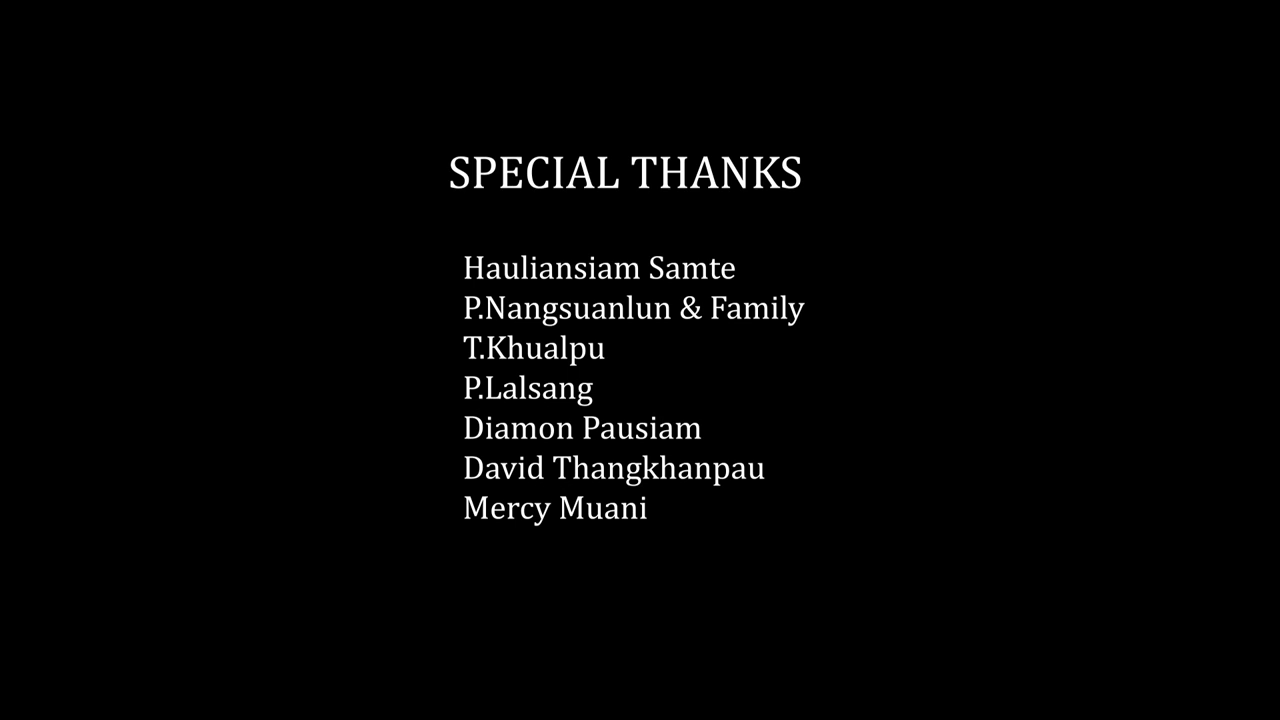 SPECIAL THANKS
Hauliansiam Samte
P.Nangsuanlun & Family
T.Khualpu
P.Lalsang
Diamon Pausiam
David Thangkhanpau
Mercy Muani